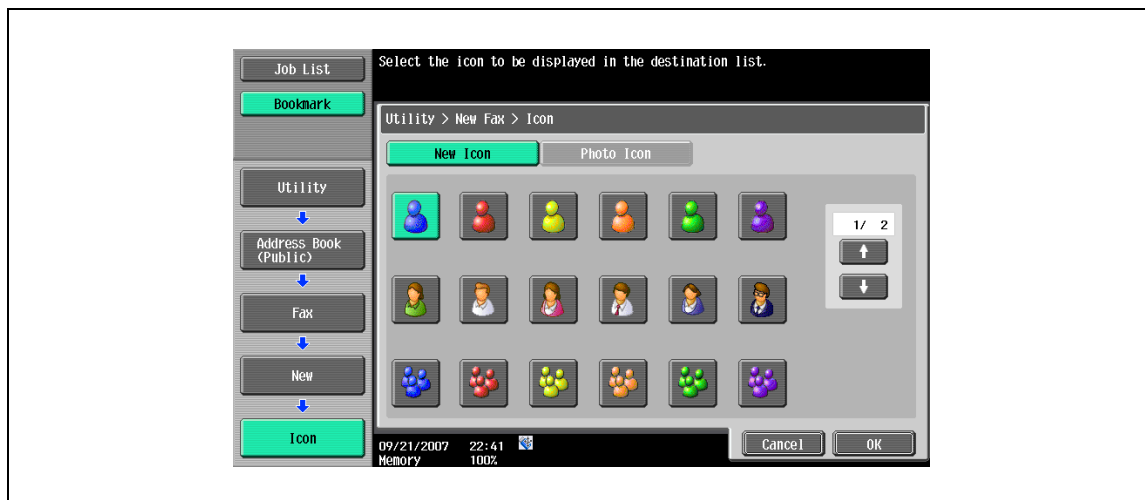 Job List
Bookmark
Utility
Address Book
(Public)
Fax
New
Icon
Select the icon to be displayed in the destination list.
Utility > New Fax > Icon
New Icon
Photo Icon
1/ 2
09/21/2007 22:41
Memory 100%
Cancel
OK